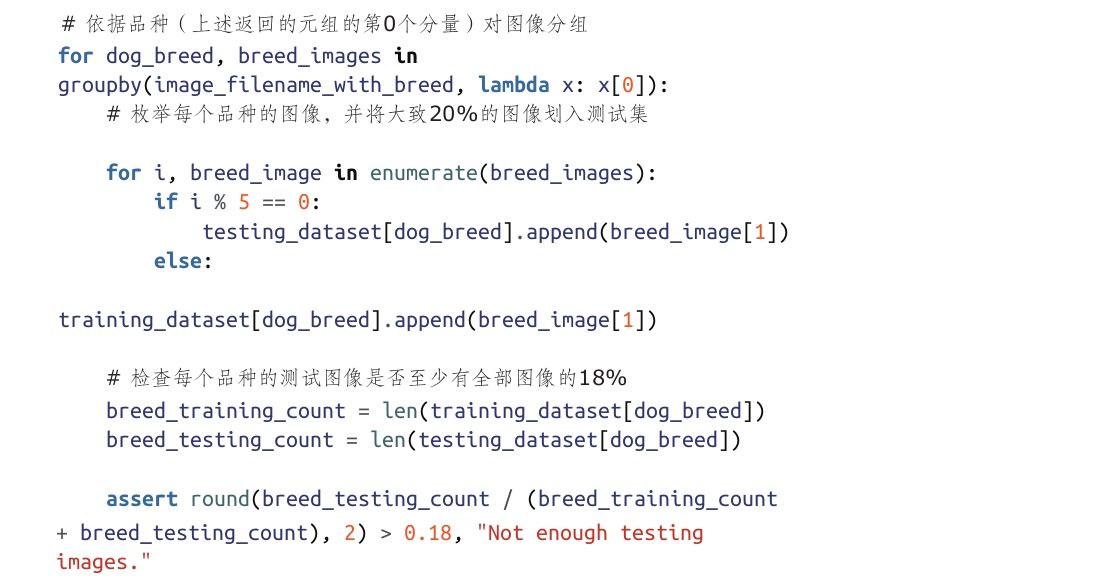 # 依据品种（上述返回的元组的第0个分量）对图像分组
for dog_breed, breed_images in
groupby(image_filename_with_breed, lambda x: x[0]):
    # 枚举每个品种的图像，并将大致20%的图像划入测试集
    for i, breed_image in enumerate(breed_images):
        if i % 5 == 0:
            testing_dataset[dog_breed].append(breed_image[1])
        else:
training_dataset[dog_breed].append(breed_image[1])
    # 检查每个品种的测试图像是否至少有全部图像的18%
    breed_training_count = len(training_dataset[dog_breed])
    breed_testing_count = len(testing_dataset[dog_breed])
    assert round(breed_testing_count / (breed_training_count
+ breed_testing_count), 2) > 0.18, "Not enough testing
images."